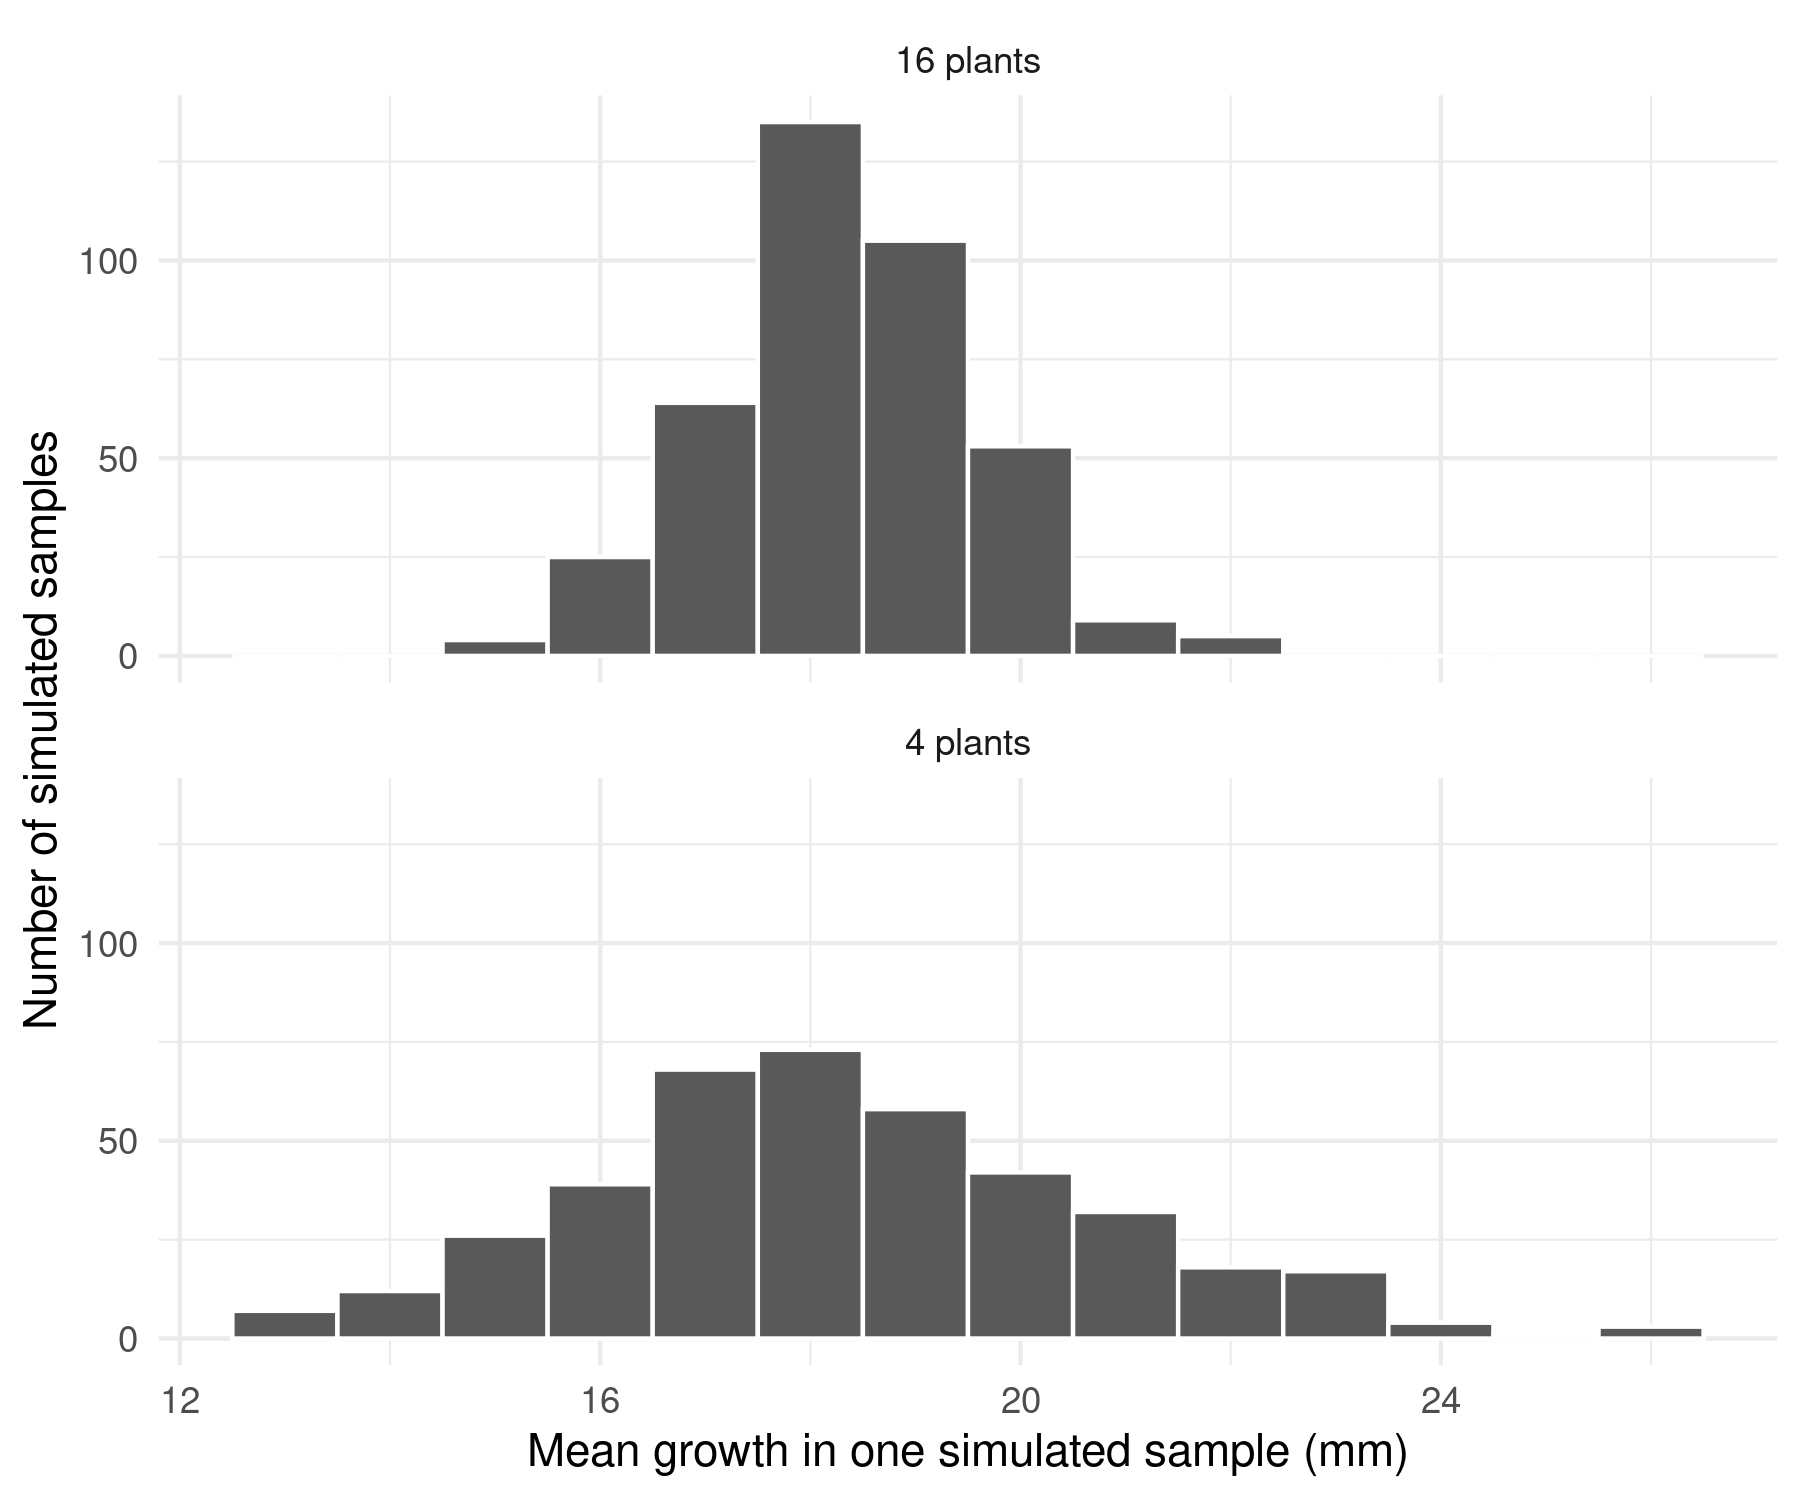 16 plants
100
50
0
Number of simulated samples
4 plants
100
50
0
12 16 20 24
Mean growth in one simulated sample (mm)